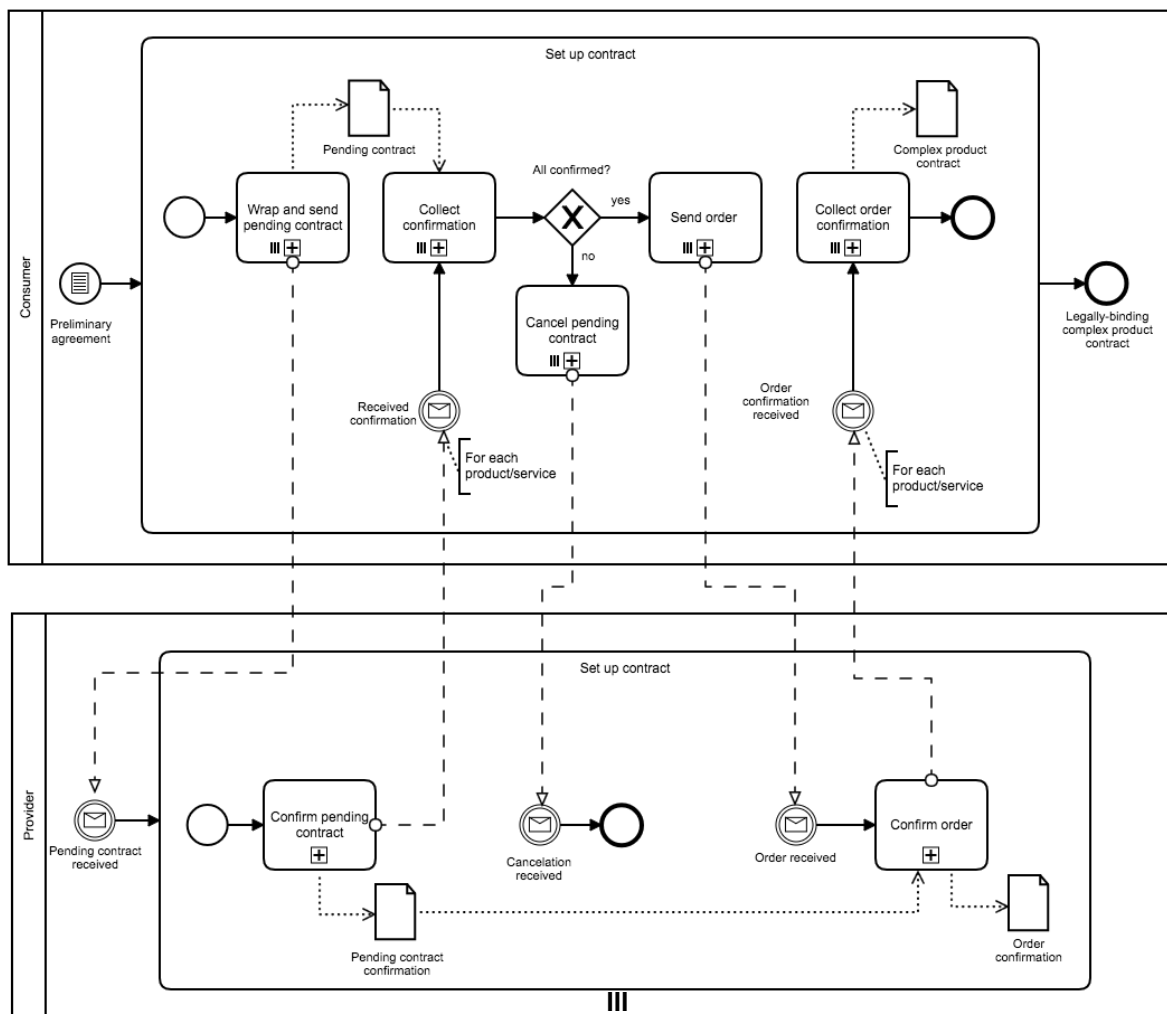 Consumer
Set up contract
Pending contract
Complex product
contract
All confirmed?
Wrap and send
pending contract
Collect
confirmation
yes
Send order
Collect order
confirmation
no
Preliminary
agreement
Cancel pending
contract
Legally-binding
complex product
contract
Received
confirmation
Order
confirmation
received
For each
product/service
For each
product/service
Provider
Set up contract
Pending contract
received
Confirm pending
contract
Cancelation
received
Order received
Confirm order
Pending contract
confirmation
Order
confirmation